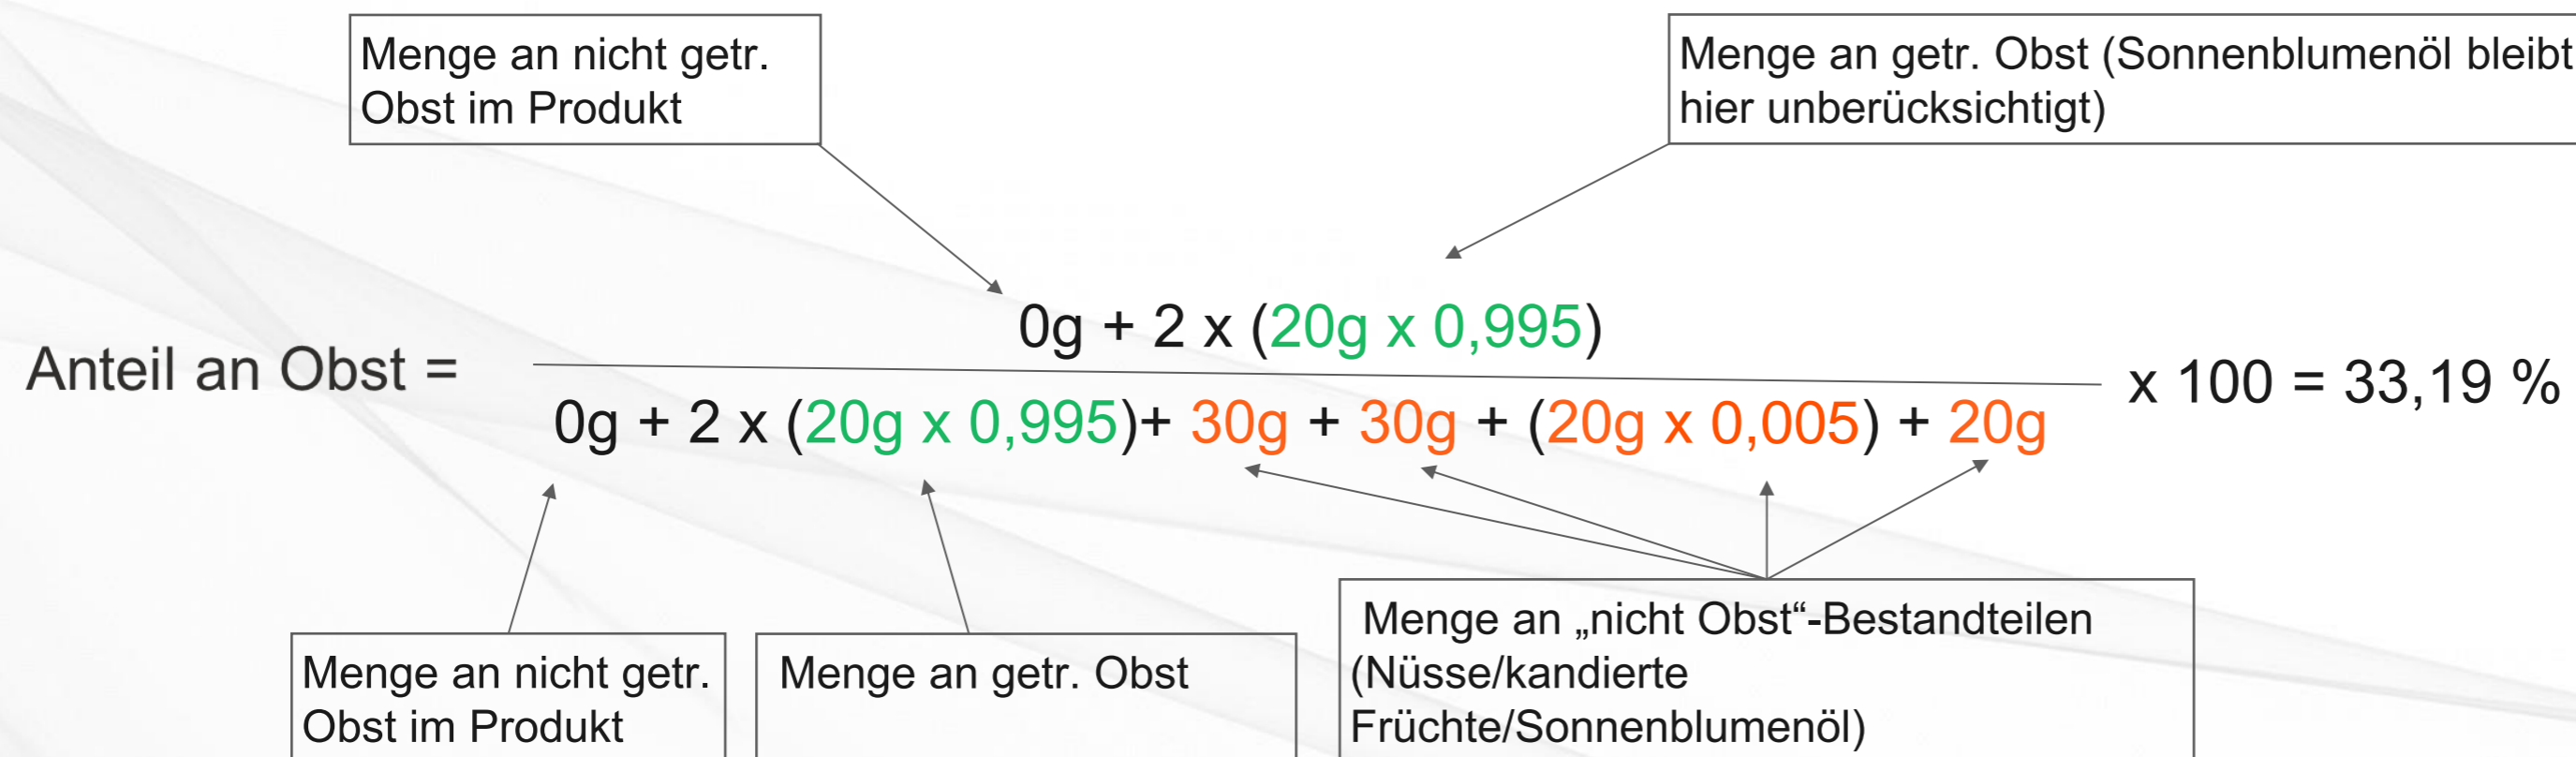 Menge an nicht getr.
Obst im Produkt
Menge an getr. Obst (Sonnenblumenöl bleibt
hier unberücksichtigt)
0g + 2 x (20g x 0,995)
Anteil an Obst =
x 100 = 33,19 %
0g + 2 x (20g x 0,995)+ 30g + 30g + (20g x 0,005) + 20g
Menge an nicht getr.
Obst im Produkt
Menge an getr. Obst
Menge an „nicht Obst“-Bestandteilen
(Nüsse/kandierte
Früchte/Sonnenblumenöl)